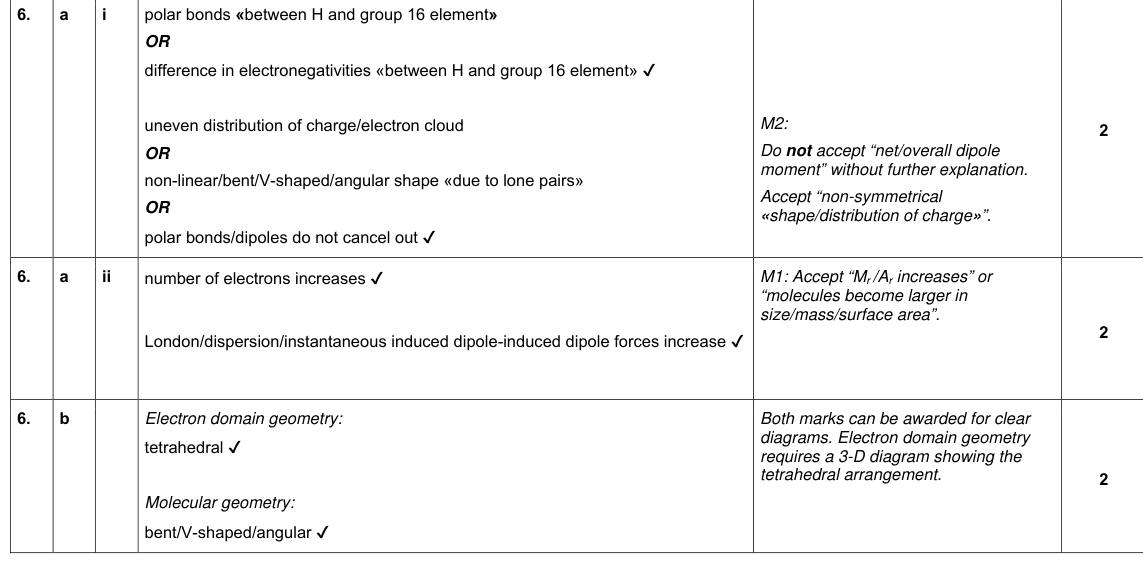 6. a i polar bonds «between H and group 16 element»
OR
difference in electronegativities «between H and group 16 element» ✓
uneven distribution of charge/electron cloud
OR
non-linear/bent/V-shaped/angular shape «due to lone pairs»
OR
polar bonds/dipoles do not cancel out ✓
M2:
Do not accept “net/overall dipole
moment” without further explanation.
Accept “non-symmetrical
«shape/distribution of charge»”.
2
6. a ii number of electrons increases ✓
London/dispersion/instantaneous induced dipole-induced dipole forces increase ✓
M1: Accept “Mr /Ar increases” or
“molecules become larger in
size/mass/surface area”.
2
6. b Electron domain geometry:
tetrahedral ✓
Molecular geometry:
bent/V-shaped/angular ✓
Both marks can be awarded for clear
diagrams. Electron domain geometry
requires a 3-D diagram showing the
tetrahedral arrangement.
2